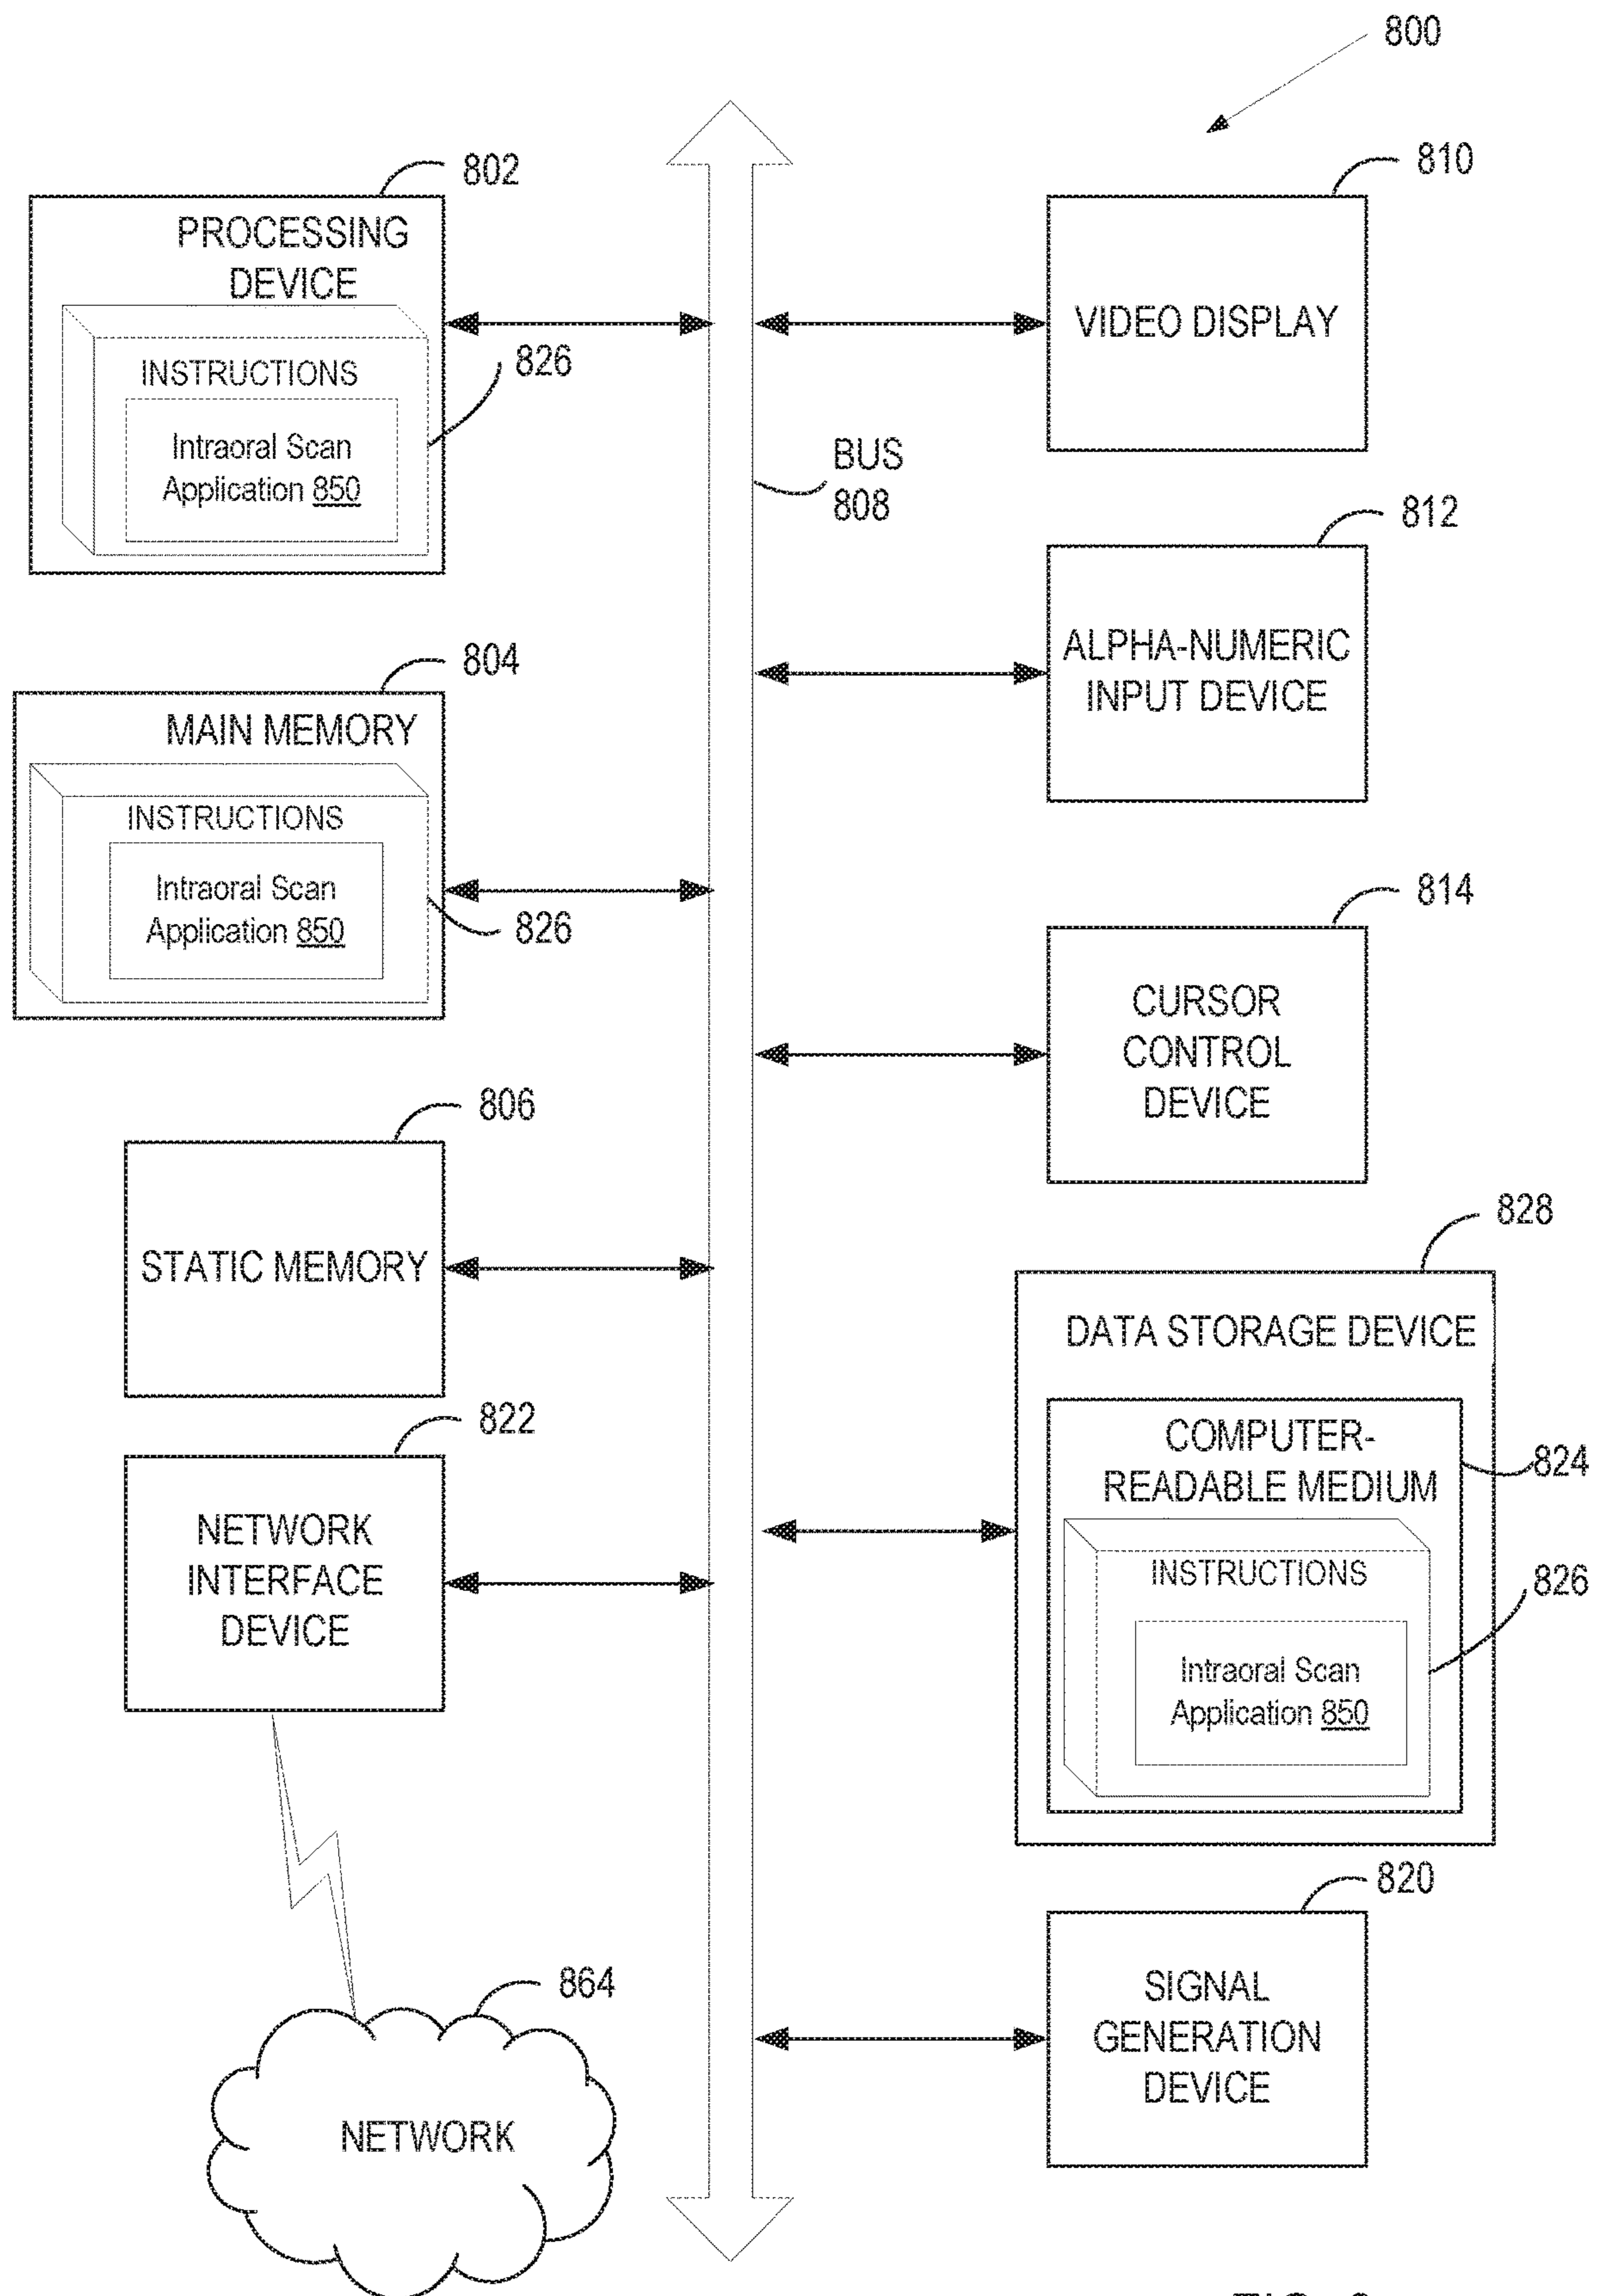 800
802
PROCESSING
DEVICE
INSTRUCTIONS
Intraoral Scan
Application 850
826
804
MAIN MEMORY
INSTRUCTIONS
Intraoral Scan
Application 850
826
806
STATIC MEMORY
822
NETWORK
INTERFACE
DEVICE
864
NETWORK
BUS
808
810
VIDEO DISPLAY
812
ALPHA-NUMERIC
INPUT DEVICE
814
CURSOR
CONTROL
DEVICE
828
DATA STORAGE DEVICE
COMPUTER-
READABLE MEDIUM
824
INSTRUCTIONS
826
Intraoral Scan
Application 850
820
SIGNAL
GENERATION
DEVICE